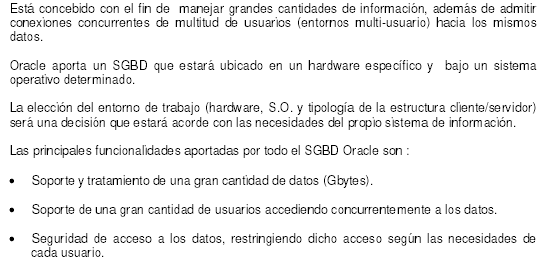 Está concebido con el fin de manejar grandes cantidades de información, además de admitir
conexiones concurrentes de multitud de usuarios (entornos multi-usuario) hacia los mismos
datos.
Oracle aporta un SGBD que estará ubicado en un hardware específico y bajo un sistema
operativo determinado.
La elección del entorno de trabajo (hardware, S.O. y tipología de la estructura cliente/servidor)
será una decisión que estará acorde con las necesidades del propio sistema de información.
Las principales funcionalidades aportadas por todo el SGBD Oracle son :
• Soporte y tratamiento de una gran cantidad de datos (Gbytes).
• Soporte de una gran cantidad de usuarios accediendo concurrentemente a los datos.
• Seguridad de acceso a los datos, restringiendo dicho acceso según las necesidades de
cada usuario.